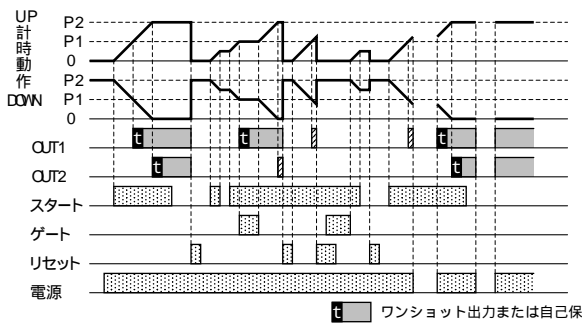 UP
計
時
動
作
DOWN
P2
P1
0
P2
P1
0
OUT1
t
t
t
OUT2
t
t
スタート
ゲート
リセット
電源
t ワンショット出力または自己保